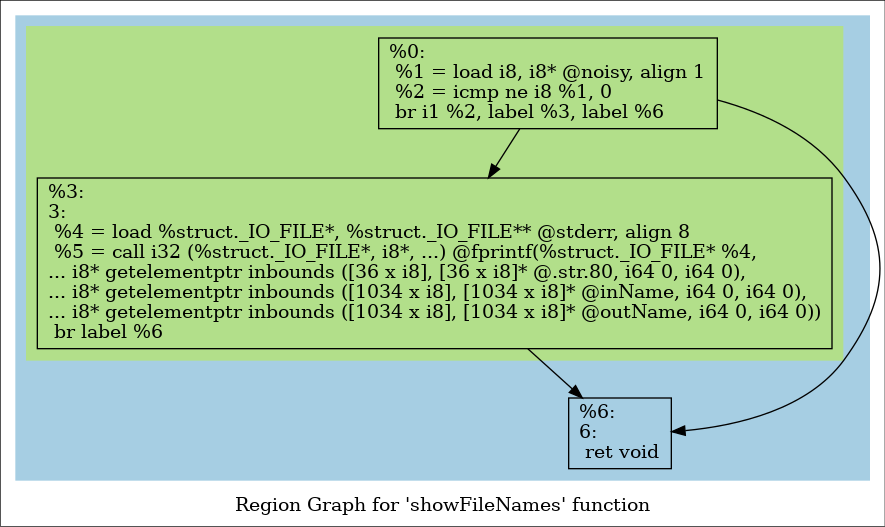 %0:
%1 = load i8, i8* @noisy, align 1
%2 = icmp ne i8 %1, 0
br i1 %2, label %3, label %6
%3:
3:
%4 = load %struct._IO_FILE*, %struct._IO_FILE** @stderr, align 8
%5 = call i32 (%struct._IO_FILE*, i8*, ...) @fprintf(%struct._IO_FILE* %4,
... i8* getelementptr inbounds ([36 x i8], [36 x i8]* @.str.80, i64 0, i64 0),
... i8* getelementptr inbounds ([1034 x i8], [1034 x i8]* @inName, i64 0, i64 0),
... i8* getelementptr inbounds ([1034 x i8], [1034 x i8]* @outName, i64 0, i64 0))
br label %6
%6:
6:
ret void
Region Graph for 'showFileNames' function